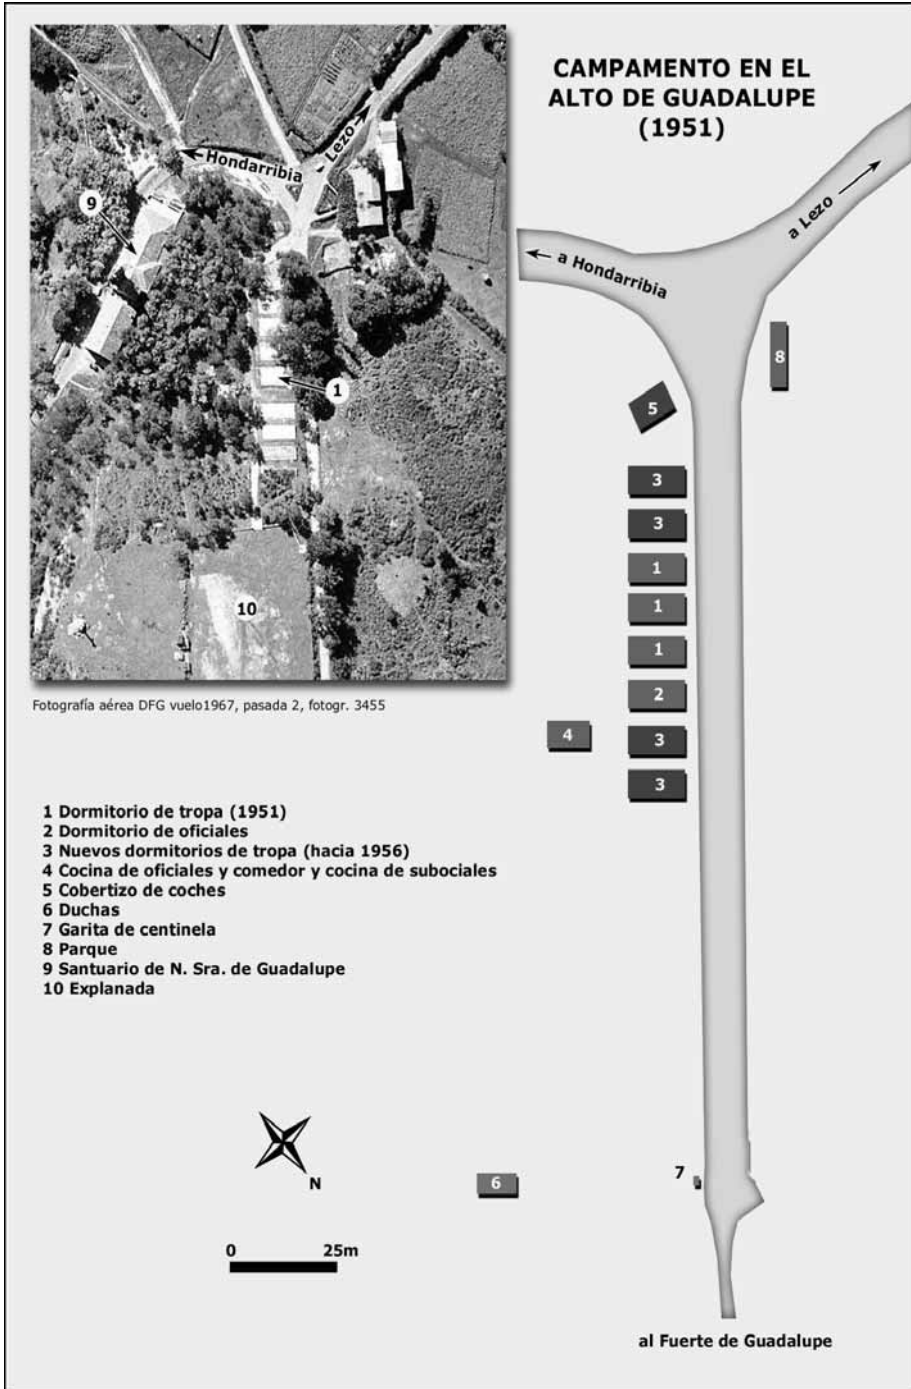 CAMPAMENTO EN EL
ALTO DE GUADALUPE
(1951)
Hondarribia
Lezo
9
1
10
Fotografía aérea DFG vuelo1967, pasada 2, fotogr. 3455
a Lezo
a Hondarribia
8
5
3
3
1
1
1
2
4
3
3
1 Dormitorio de tropa (1951)
2 Dormitorio de oficiales
3 Nuevos dormitorios de tropa (hacia 1956)
4 Cocina de oficiales y comedor y cocina de subociales
5 Cobertizo de coches
6 Duchas
7 Garita de centinela
8 Parque
9 Santuario de N. Sra. de Guadalupe
10 Explanada
N
6
7
0 25m
al Fuerte de Guadalupe